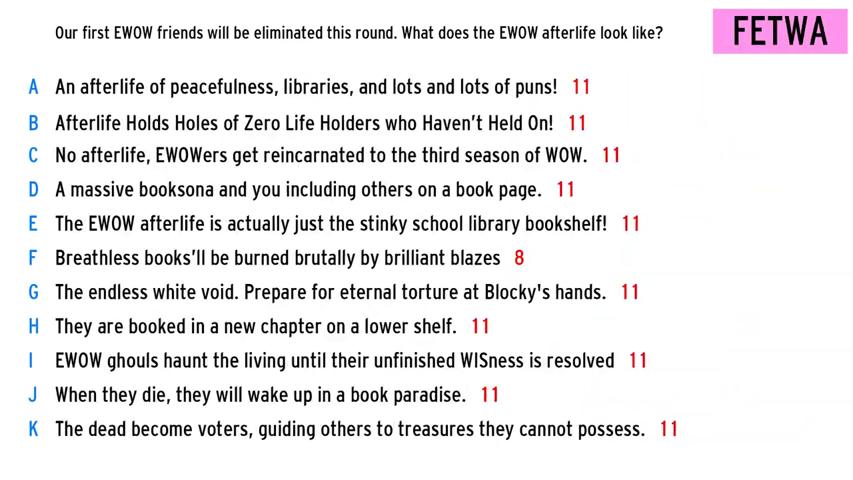 Our first EWOW friends will be eliminated this round. What does the EWOW afterlife look like?
FETWA
A An afterlife of peacefulness, libraries, and lots and lots of puns! 11
B Afterlife Holds Holes of Zero Life Holders who Haven't Held On! 11
C No afterlife, EWOWers get reincarnated to the third season of WOW. 11
D A massive booksona and you including others on a book page. 11
E The EWOW afterlife is actually just the stinky school library bookshelf! 11
F Breathless books'll be burned brutally by brilliant blazes 8
G The endless white void. Prepare for eternal torture at Blocky's hands. 11
H They are booked in a new chapter on a lower shelf. 11
I EWOW ghouls haunt the living until their unfinished WISness is resolved 11
J When they die, they will wake up in a book paradise. 11
K The dead become voters, guiding others to treasures they cannot possess. 11